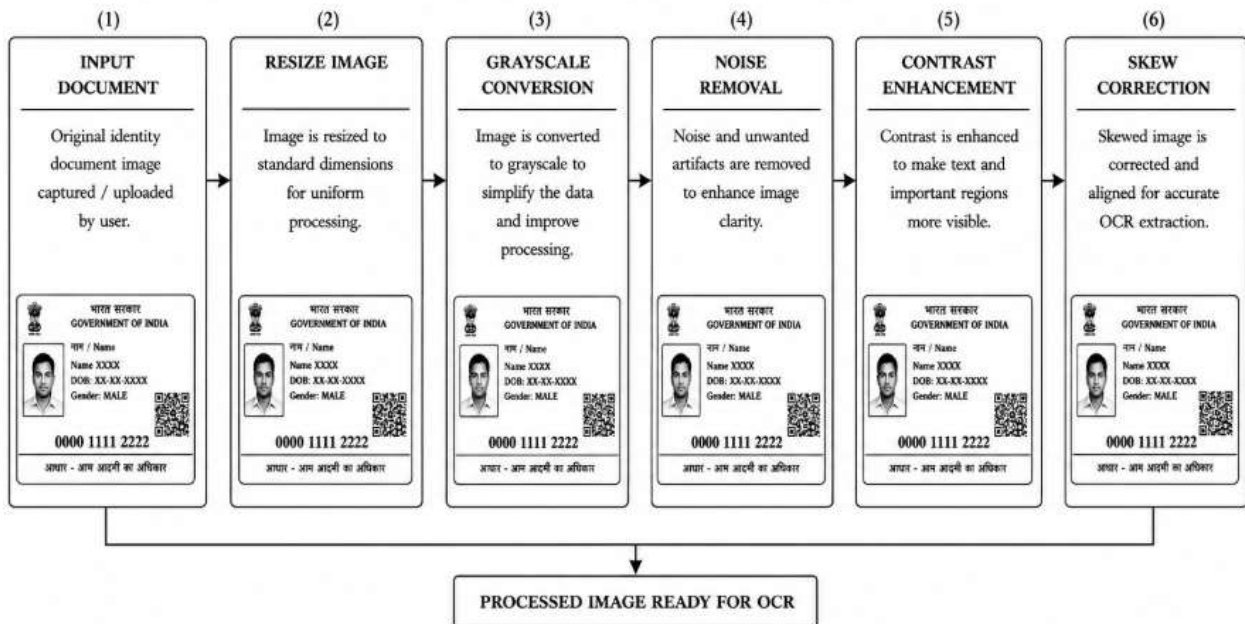 (1)
INPUT
DOCUMENT
Original identity
document image
captured / uploaded
by user.
भारत सरकार
GOVERNMENT OF INDIA
नाम / Name
Name XXXX
DOB: XX-XX-XXXX
Gender: MALE
0000 1111 2222
आधार - आम आदमी का अधिकार
(2)
RESIZE IMAGE
Image is resized to
standard dimensions
for uniform
processing.
भारत सरकार
GOVERNMENT OF INDIA
नाम / Name
Name XXXX
DOB: XX-XX-XXXX
Gender: MALE
0000 1111 2222
आधार - आम आदमी का अधिकार
(3)
GRAYSCALE
CONVERSION
Image is converted
to grayscale to
simplify the data
and improve
processing.
भारत सरकार
GOVERNMENT OF INDIA
नाम / Name
Name XXXX
DOB: XX-XX-XXXX
Gender: MALE
0000 1111 2222
आधार - आम आदमी का अधिकार
(4)
NOISE
REMOVAL
Noise and unwanted
artifacts are removed
to enhance image
clarity.
भारत सरकार
GOVERNMENT OF INDIA
नाम / Name
Name XXXX
DOB: XX-XX-XXXX
Gender: MALE
0000 1111 2222
आधार - आम आदमी का अधिकार
(5)
CONTRAST
ENHANCEMENT
Contrast is enhanced
to make text and
important regions
more visible.
भारत सरकार
GOVERNMENT OF INDIA
नाम / Name
Name XXXX
DOB: XX-XX-XXXX
Gender: MALE
0000 1111 2222
आधार - आम आदमी का अधिकार
(6)
SKEW
CORRECTION
Skewed image is
corrected and
aligned for accurate
OCR extraction.
भारत सरकार
GOVERNMENT OF INDIA
नाम / Name
Name XXXX
DOB: XX-XX-XXXX
Gender: MALE
0000 1111 2222
आधार - आम आदमी का अधिकार
PROCESSED IMAGE READY FOR OCR